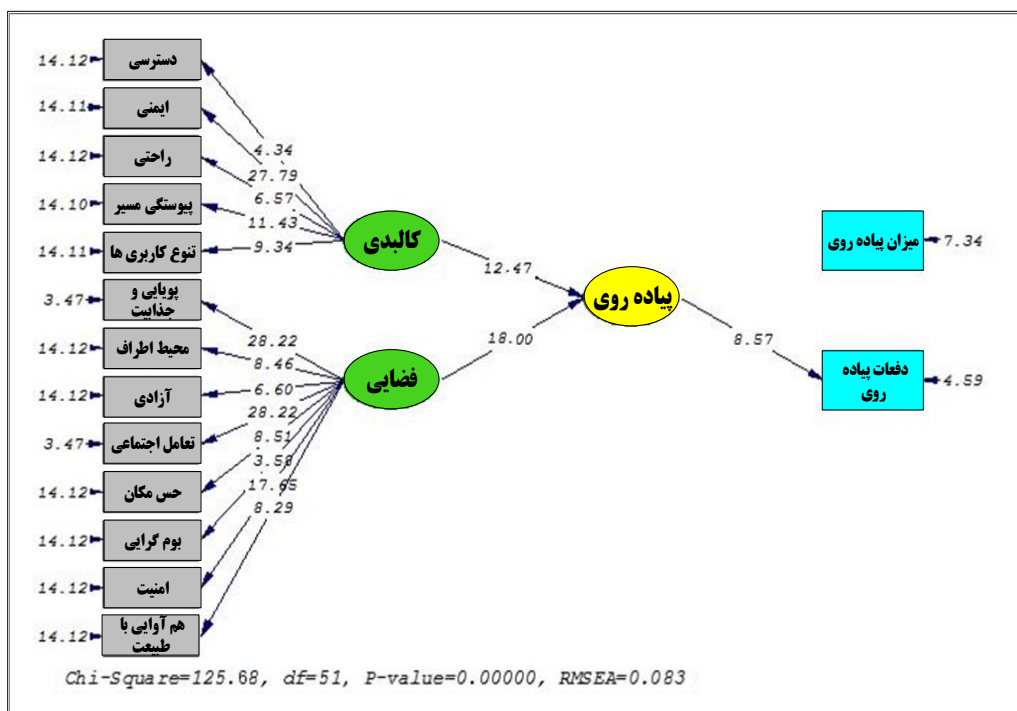 14.12
دسترسی
14.11
ایمنی
14.12
راحتی
14.10
پیوستگی مسیر
14.11
تنوع کاربری ها
3.47
پویایی و
جذابیت
14.12
محیط اطراف
14.12
آزادی
3.47
تعامل اجتماعی
14.12
حس مکان
14.12
بوم گرایی
14.12
امنیت
14.12
هم آوایی با
طبیعت
4.34
27.79
6.57
11.43
9.34
28.22
8.46
6.60
28.22
8.51
3.58
17.65
8.29
کالبدی
فضایی
12.47
18.00
پیاده روی
8.57
میزان پیاده روی
7.34
دفعات پیاده
روی
4.59
Chi-Square=125.68, df=51, P-value=0.00000, RMSEA=0.083